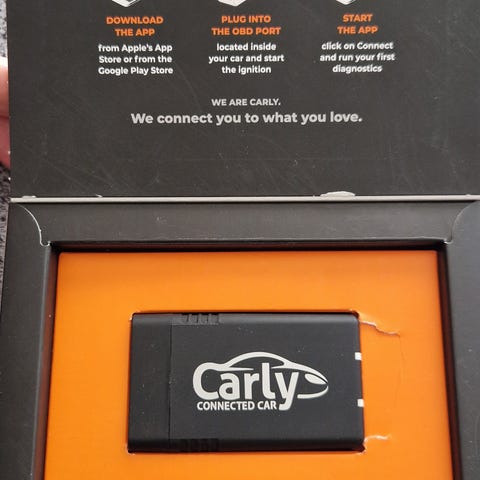 DOWNLOAD
THE APP
from Apple's App
Store or from the
Google Play Store
PLUG INTO
THE OBD PORT
located inside
your car and start
the ignition
START
THE APP
click on Connect
and run your first
diagnostics
WE ARE CARLY.
We connect you to what you love.
Carly
CONNECTED CAR